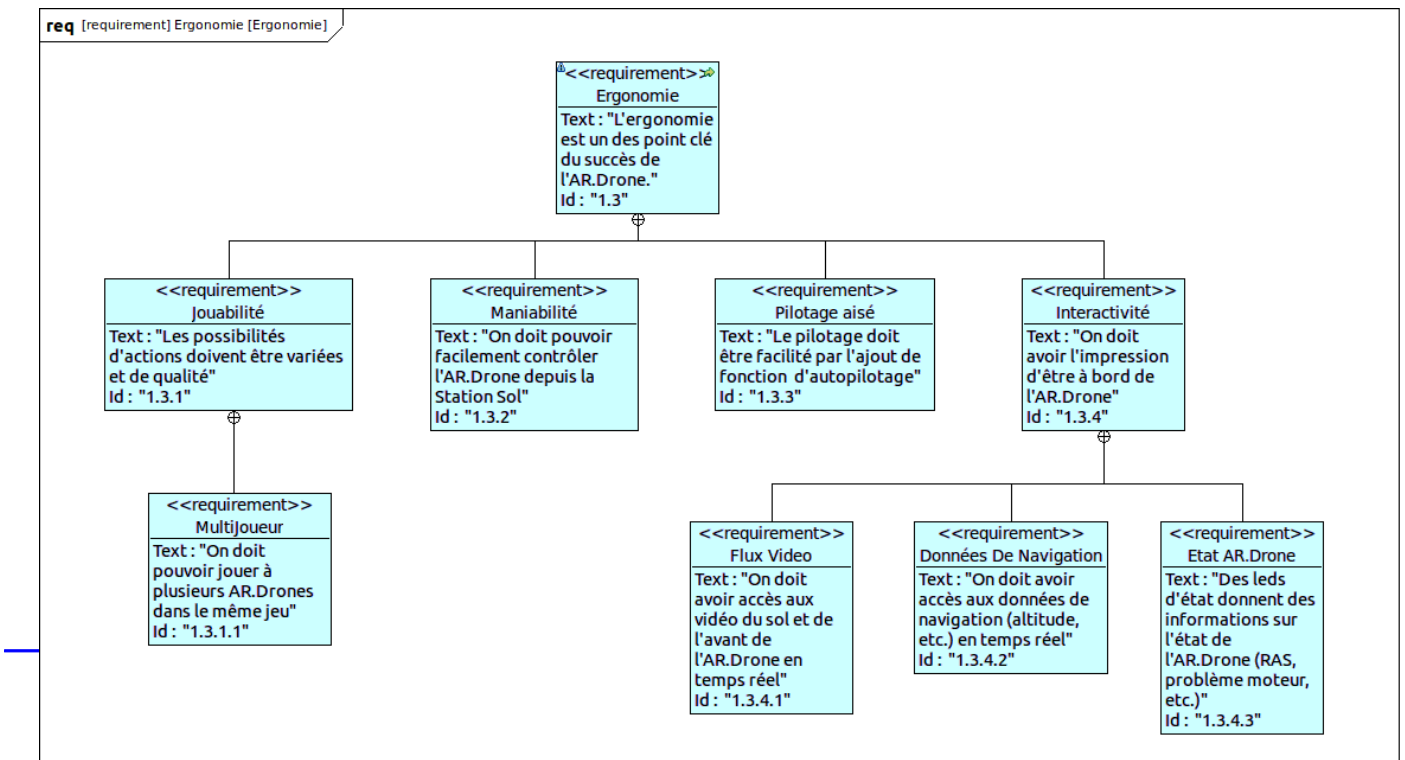 req [requirement] Ergonomie [Ergonomie]
<<requirement>>
Ergonomie
Text : "L'ergonomie
est un des point clé
du succès de
l'AR.Drone."
Id : "1.3"
<<requirement>>
Jouabilité
Text : "Les possibilités
d'actions doivent être variées
et de qualité"
Id : "1.3.1"
<<requirement>>
Maniabilité
Text : "On doit pouvoir
facilement contrôler
l'AR.Drone depuis la
Station Sol"
Id : "1.3.2"
<<requirement>>
Pilotage aisé
Text : "Le pilotage doit
être facilité par l'ajout de
fonction d'autopilotage"
Id : "1.3.3"
<<requirement>>
Interactivité
Text : "On doit
avoir l'impression
d'être à bord de
l'AR.Drone"
Id : "1.3.4"
<<requirement>>
MultiJoueur
Text : "On doit
pouvoir jouer à
plusieurs AR.Drones
dans le même jeu"
Id : "1.3.1.1"
<<requirement>>
Flux Video
Text : "On doit
avoir accès aux
vidéo du sol et de
l'avant de
l'AR.Drone en
temps réel"
Id : "1.3.4.1"
<<requirement>>
Données De Navigation
Text : "On doit avoir
accès aux données de
navigation (altitude,
etc.) en temps réel"
Id : "1.3.4.2"
<<requirement>>
Etat AR.Drone
Text : "Des leds
d'état donnent des
informations sur
l'état de
l'AR.Drone (RAS,
problème moteur,
etc.)"
Id : "1.3.4.3"